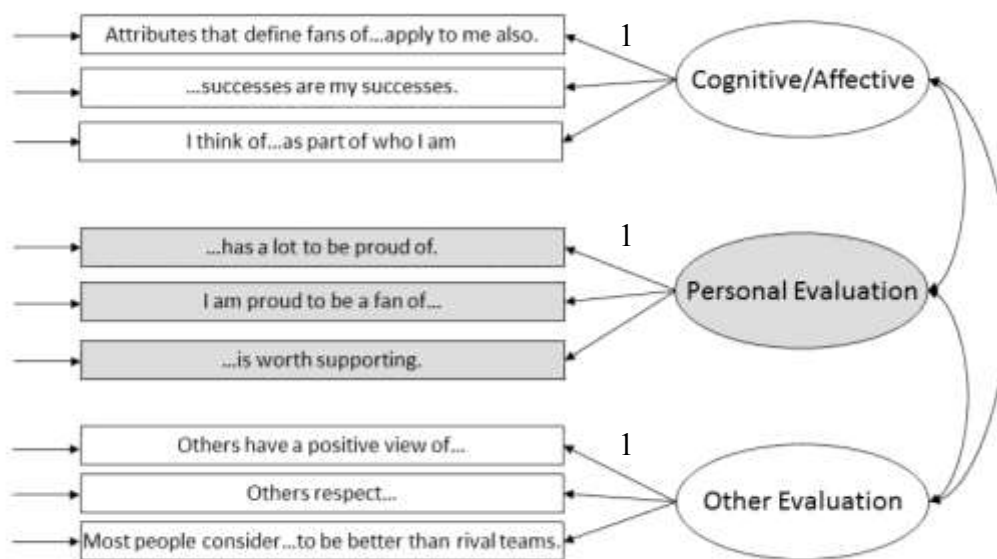 Attributes that define fans of...apply to me also.
1
Cognitive/Affective
...successes are my successes.
I think of...as part of who I am
...has a lot to be proud of.
1
I am proud to be a fan of...
Personal Evaluation
...is worth supporting.
Others have a positive view of...
1
Others respect...
Other Evaluation
Most people consider...to be better than rival teams.